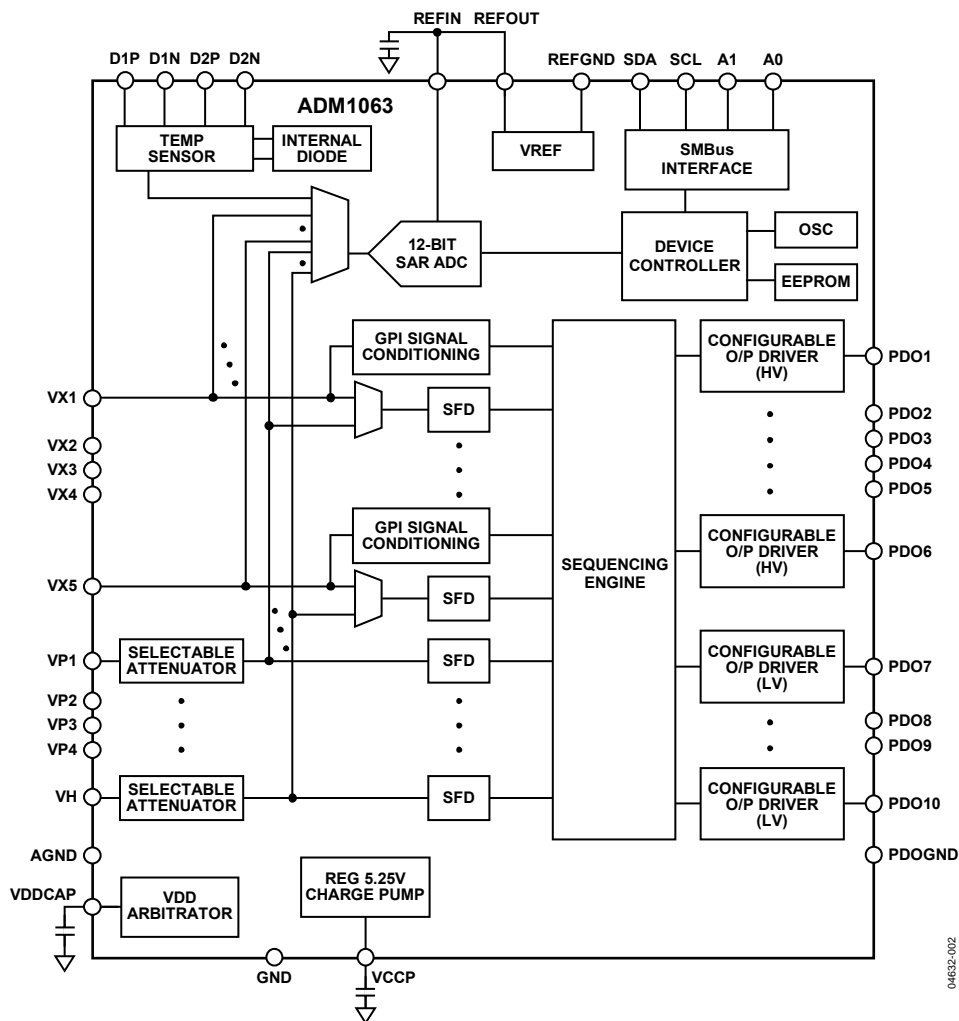 REFIN REFOUT
D1P D1N D2P D2N
REFGND SDA SCL A1 A0
ADM1063
TEMP
SENSOR
INTERNAL
DIODE
VREF
SMBus
INTERFACE
12-BIT
SAR ADC
DEVICE
CONTROLLER
OSC
EEPROM
GPI SIGNAL
CONDITIONING
CONFIGURABLE
O/P DRIVER
(HV)
PDO1
VX1
SFD
PDO2
VX2
PDO3
VX3
PDO4
VX4
PDO5
GPI SIGNAL
CONDITIONING
CONFIGURABLE
O/P DRIVER
(HV)
PDO6
SEQUENCING
ENGINE
VX5
SFD
VP1
SELECTABLE
ATTENUATOR
SFD
CONFIGURABLE
O/P DRIVER
(LV)
PDO7
VP2
PDO8
VP3
PDO9
VP4
VH
SELECTABLE
ATTENUATOR
SFD
CONFIGURABLE
O/P DRIVER
(LV)
PDO10
AGND
PDOGND
VDDCAP
VDD
ARBITRATOR
REG 5.25V
CHARGE PUMP
GND
VCCP
04632-002